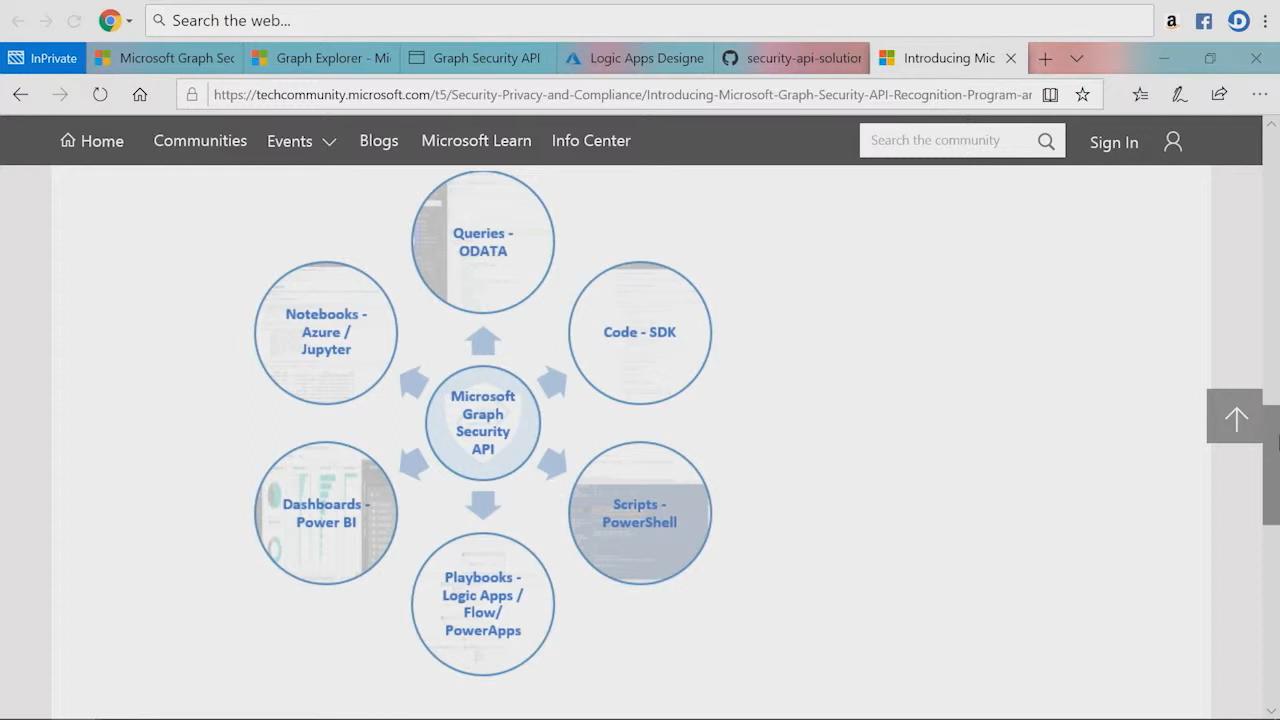 Search the web...
a
InPrivate
Microsoft Graph Sec
Graph Explorer - Mi
Graph Security API
Logic Apps Designe
security-api-solution
Introducing Mic
https://techcommunity.microsoft.com/t5/Security-Privacy-and-Compliance/Introducing-Microsoft-Graph-Security-API-Recognition-Program-ar
Home
Communities
Events
Blogs
Microsoft Learn
Info Center
Search the community
Sign In
Queries -
ODATA
Notebooks -
Azure /
Jupyter
Code - SDK
Microsoft
Graph
Security
API
Dashboards -
Power BI
Scripts -
PowerShell
Playbooks -
Logic Apps /
Flow/
PowerApps